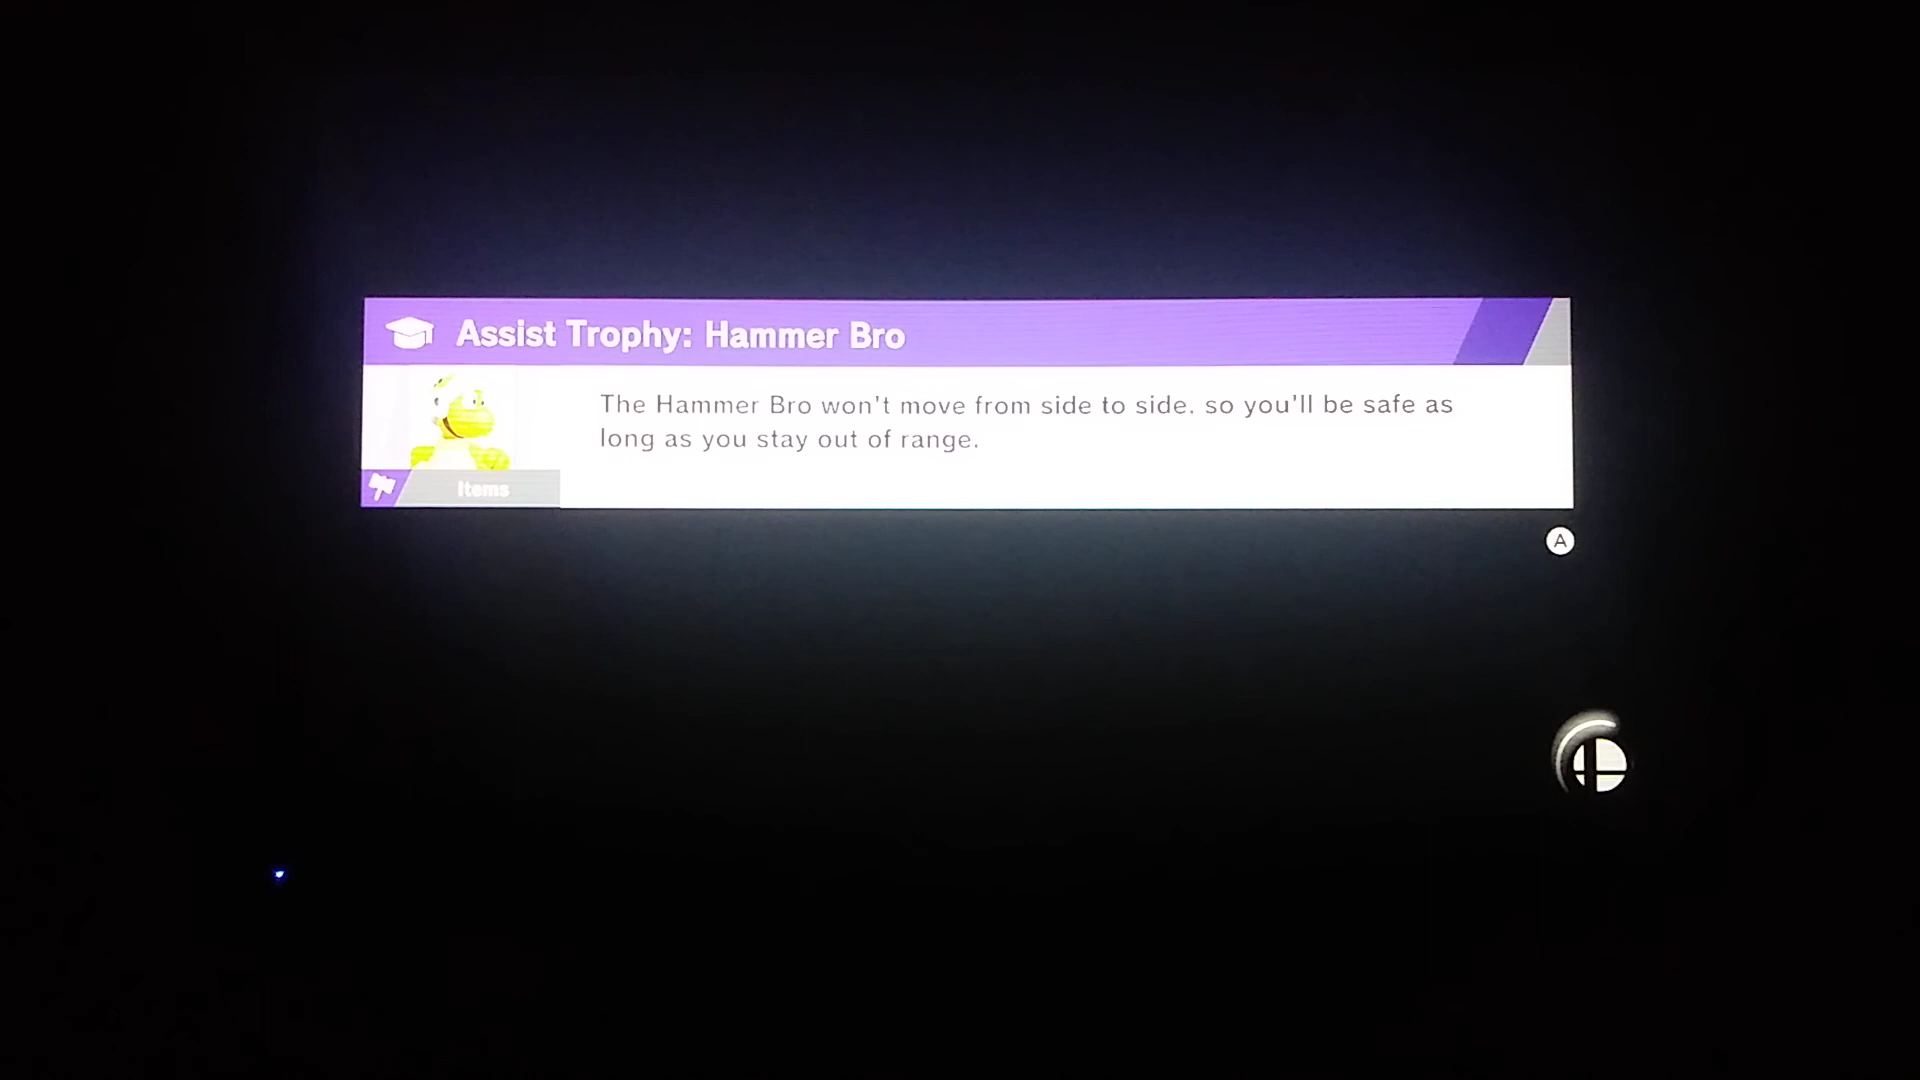 Assist Trophy: Hammer Bro
The Hammer Bro won't move from side to side, so you'll be safe as
long as you stay out of range.
Items
A